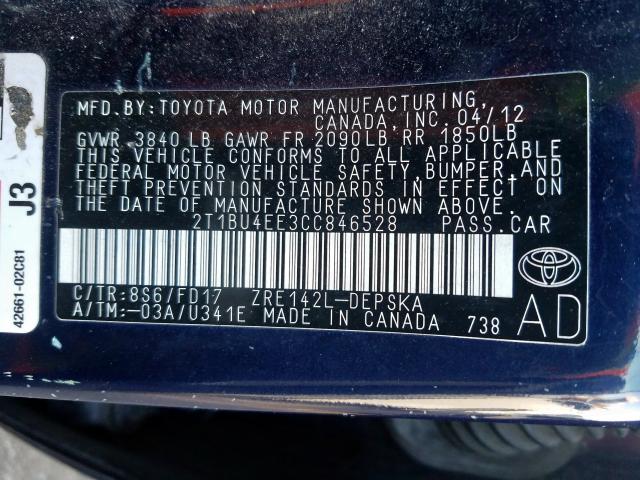 MFD.BY:TOYOTA MOTOR MANUFACTURING,
CANADA, INC. 04/12
GVWR 3840 LB GAWR FR 2090LB RR 1850LB
THIS VEHICLE CONFORMS TO ALL APPLICABLE
FEDERAL MOTOR VEHICLE SAFETY, BUMPER, AND
THEFT PREVENTION STANDARDS IN EFFECT ON
THE DATE OF MANUFACTURE SHOWN ABOVE.
2T1BU4EE3CC846528 PASS.CAR
C/TR:8S6/FD17 ZRE142L-DEPSKA
A/TM:-03A/U341E MADE IN CANADA 738
AD
J3
42661-02C81